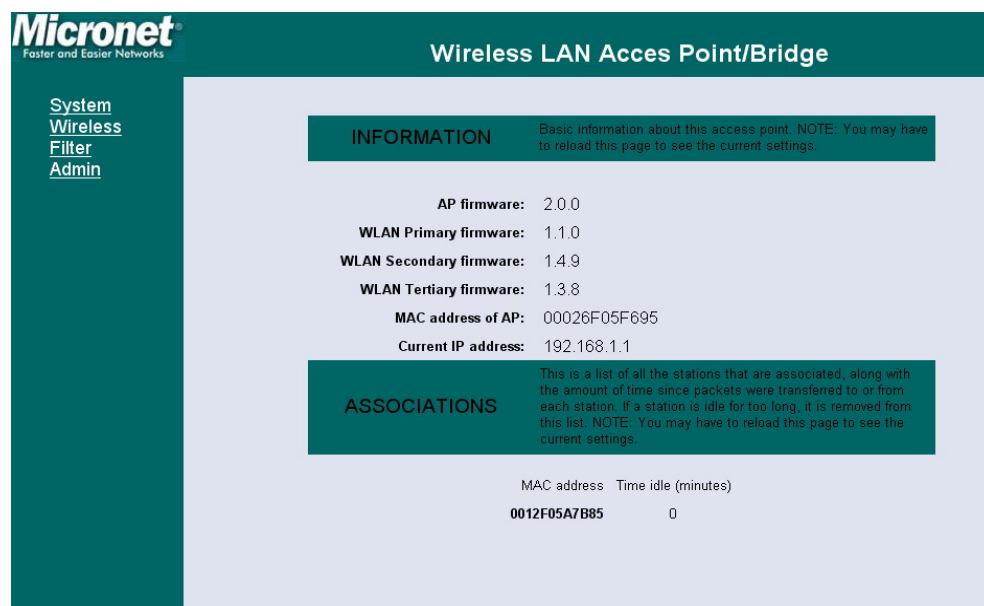 Micronet®
Faster and Easier Networks
Wireless LAN Acces Point/Bridge
System
Wireless
Filter
Admin
INFORMATION
Basic information about this access point. NOTE: You may have
to reload this page to see the current settings.
AP firmware: 2.0.0
WLAN Primary firmware: 1.1.0
WLAN Secondary firmware: 1.4.9
WLAN Tertiary firmware: 1.3.8
MAC address of AP: 00026F05F695
Current IP address: 192.168.1.1
ASSOCIATIONS
This is a list of all the stations that are associated, along with
the amount of time since packets were transferred to or from
each station. If a station is idle for too long, it is removed from
this list. NOTE: You may have to reload this page to see the
current settings.
MAC address Time idle (minutes)
0012F05A7B85 0